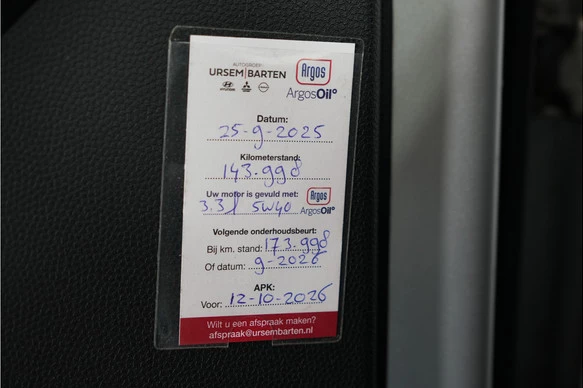 AUTOGROEP
URSEM|BARTEN
Argos
HYUNDAI
ArgosOil°
Datum:
25-9-2025
Kilometerstand:
143.998
Uw motor is gevuld met:
Argos
3.3 l 5W40
ArgosOil°
Volgende onderhoudsbeurt:
Bij km. stand: 173.998
Of datum: 9-2026
APK:
Voor: 12-10-2026
Wilt u een afspraak maken?
afspraak@ursembarten.nl